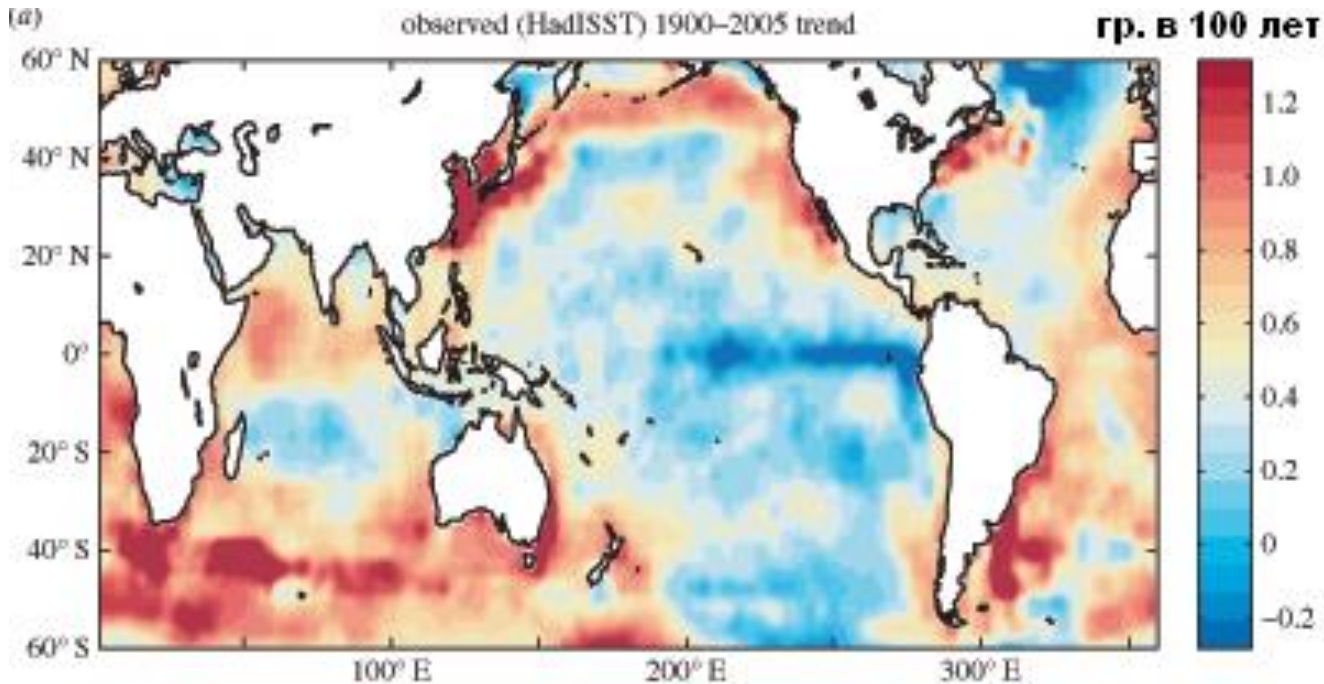 (a)
observed (HadISST) 1900–2005 trend
гр. в 100 лет
60° N
40° N
20° N
0°
20° S
40° S
60° S
100° E
200° E
300° E
1.2
1.0
0.8
0.6
0.4
0.2
0
–0.2